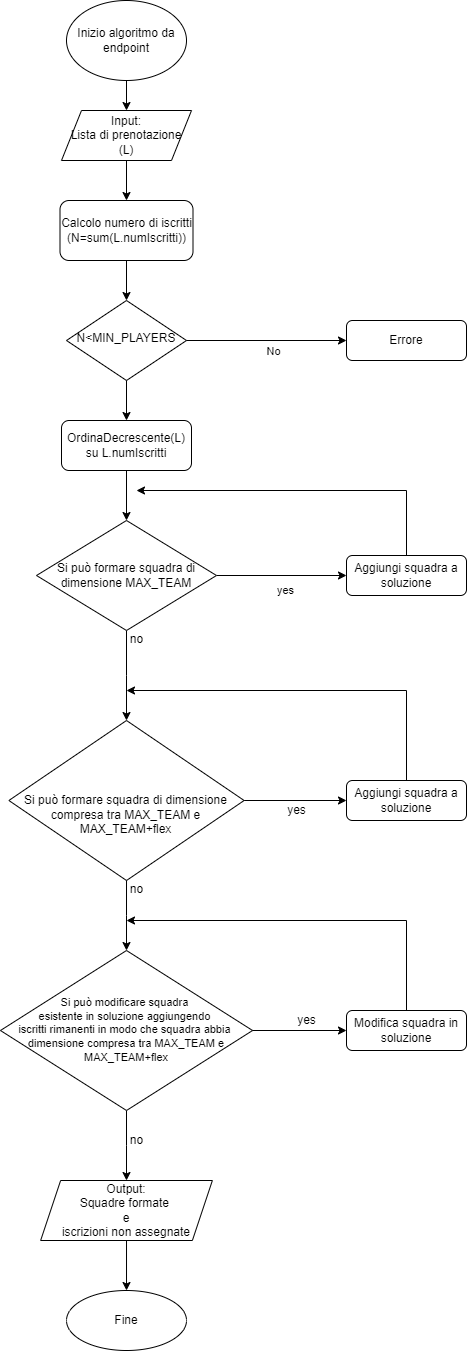 Inizio algoritmo da
endpoint
Input:
Lista di prenotazione
(L)
Calcolo numero di iscritti
(N=sum(L.numIscritti))
N<MIN_PLAYERS
No
Errore
OrdinaDecrescente(L)
su L.numIscritti
Si può formare squadra di
dimensione MAX_TEAM
yes
Aggiungi squadra a
soluzione
no
Si può formare squadra di dimensione
compresa tra MAX_TEAM e
MAX_TEAM+flex
yes
Aggiungi squadra a
soluzione
no
Si può modificare squadra
esistente in soluzione aggiungendo
iscritti rimanenti in modo che squadra abbia
dimensione compresa tra MAX_TEAM e
MAX_TEAM+flex
yes
Modifica squadra in
soluzione
no
Output:
Squadre formate
e
iscrizioni non assegnate
Fine